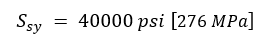 S_sy = 40000 psi [276 MPa]